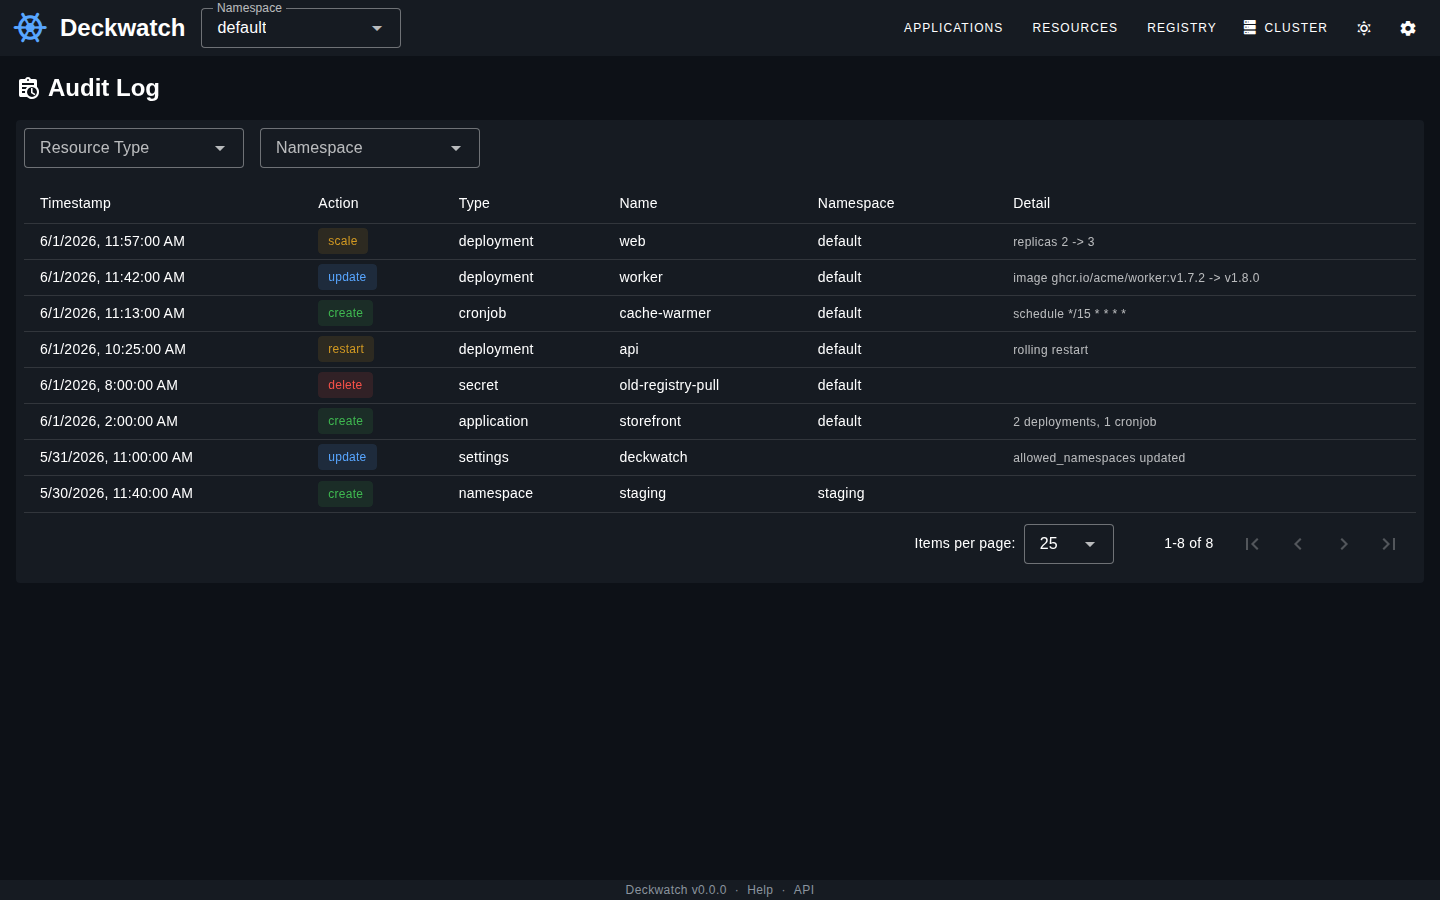 Deckwatch Namespace default APPLICATIONS RESOURCES REGISTRY CLUSTER
Audit Log
Resource Type Namespace
Timestamp Action Type Name Namespace Detail
6/1/2026, 11:57:00 AM scale deployment web default replicas 2 -> 3
6/1/2026, 11:42:00 AM update deployment worker default image ghcr.io/acme/worker:v1.7.2 -> v1.8.0
6/1/2026, 11:13:00 AM create cronjob cache-warmer default schedule */15 * * * *
6/1/2026, 10:25:00 AM restart deployment api default rolling restart
6/1/2026, 8:00:00 AM delete secret old-registry-pull default
6/1/2026, 2:00:00 AM create application storefront default 2 deployments, 1 cronjob
5/31/2026, 11:00:00 AM update settings deckwatch allowed_namespaces updated
5/30/2026, 11:40:00 AM create namespace staging staging
Items per page: 25 1-8 of 8
Deckwatch v0.0.0 · Help · API